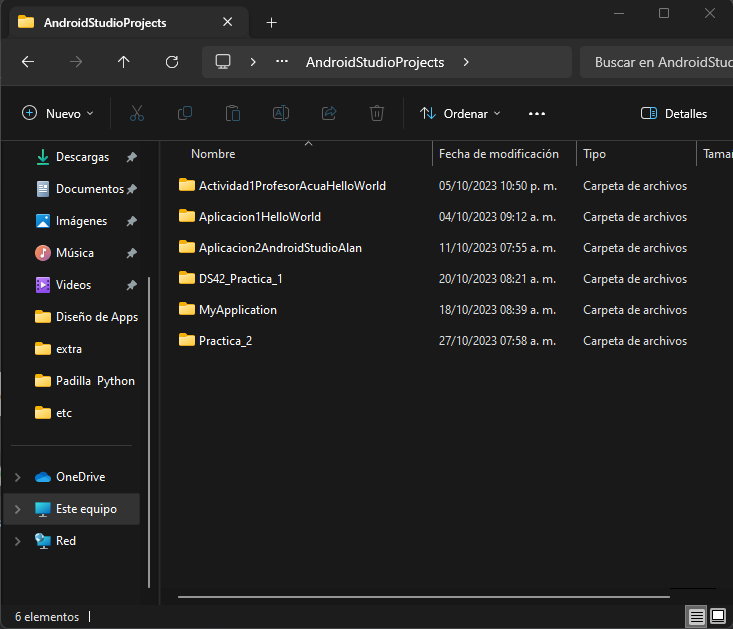 AndroidStudioProjects
AndroidStudioProjects
Buscar en AndroidStu
Nuevo
Ordenar
Detalles
Nombre Fecha de modificación Tipo Tamar
Descargas
Documentos
Imágenes
Música
Videos
Diseño de Apps
extra
Padilla Python
etc
OneDrive
Este equipo
Red
Actividad1ProfesorAcuaHelloWorld 05/10/2023 10:50 p. m. Carpeta de archivos
Aplicacion1HelloWorld 04/10/2023 09:12 a. m. Carpeta de archivos
Aplicacion2AndroidStudioAlan 11/10/2023 07:55 a. m. Carpeta de archivos
DS42_Practica_1 20/10/2023 08:21 a. m. Carpeta de archivos
MyApplication 18/10/2023 08:39 a. m. Carpeta de archivos
Practica_2 27/10/2023 07:58 a. m. Carpeta de archivos
6 elementos